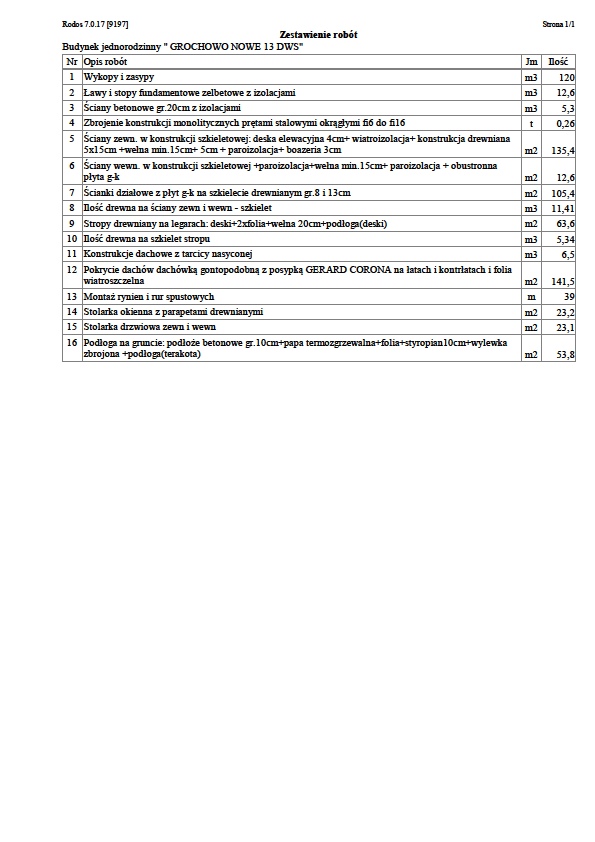 Rodos 7.0.17 [9197] Strona 1/1
Zestawienie robót
Budynek jednorodzinny " GROCHOWO NOWE 13 DWS"
Nr Opis robót Jm Ilość
1 Wykopy i zasypy m3 120
2 Ławy i stopy fundamentowe zelbetowe z izolacjami m3 12,6
3 Ściany betonowe gr.20cm z izolacjami m3 5,3
4 Zbrojenie konstrukcji monolitycznych prętami stalowymi okrągłymi fi6 do fi16 t 0,26
5 Ściany zewn. w konstrukcji szkieletowej: deska elewacyjna 4cm+ wiatroizolacja+ konstrukcja drewniana
5x15cm +wełna min.15cm+ 5cm + paroizolacja+ boazeria 3cm m2 135,4
6 Ściany wewn. w konstrukcji szkieletowej +paroizolacja+wełna min.15cm+ paroizolacja + obustronna
płyta g-k m2 12,6
7 Ścianki działowe z płyt g-k na szkielecie drewnianym gr.8 i 13cm m2 105,4
8 Ilość drewna na ściany zewn i wewn - szkielet m3 11,41
9 Stropy drewniany na legarach: deski+2xfolia+wełna 20cm+podłoga(deski) m2 63,6
10 Ilość drewna na szkielet stropu m3 5,34
11 Konstrukcje dachowe z tarcicy nasyconej m3 6,5
12 Pokrycie dachów dachówką gontopodobną z posypką GERARD CORONA na łatach i kontrłatach i folia
wiatroszczelna m2 141,5
13 Montaż rynien i rur spustowych m 39
14 Stolarka okienna z parapetami drewnianymi m2 23,2
15 Stolarka drzwiowa zewn i wewn m2 23,1
16 Podłoga na gruncie: podłoże betonowe gr.10cm+papa termozgrzewalna+folia+styropian10cm+wylewka
zbrojona +podłoga(terakota) m2 53,8